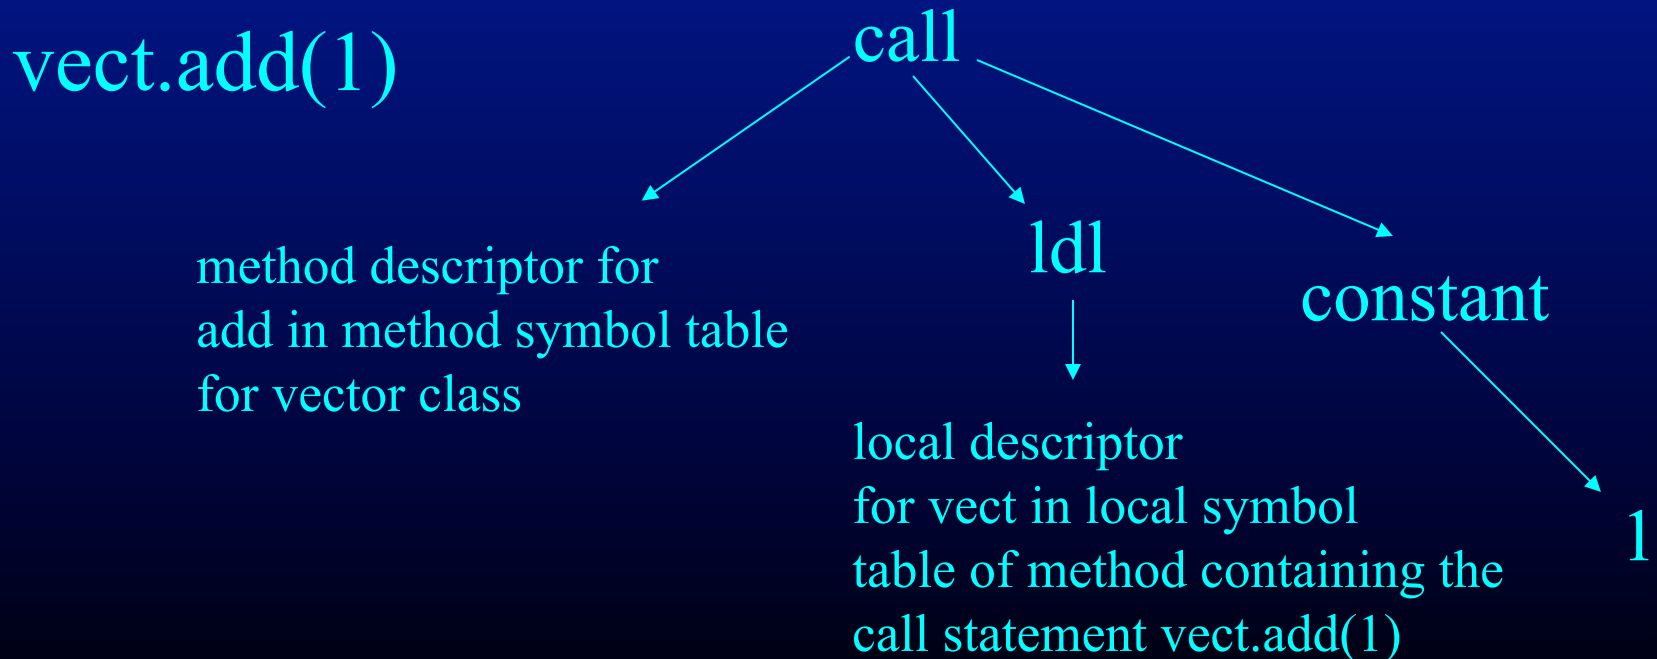 vect.add(1)
call
method descriptor for
add in method symbol table
for vector class
ldl
constant
local descriptor
for vect in local symbol
table of method containing the
call statement vect.add(1)
1